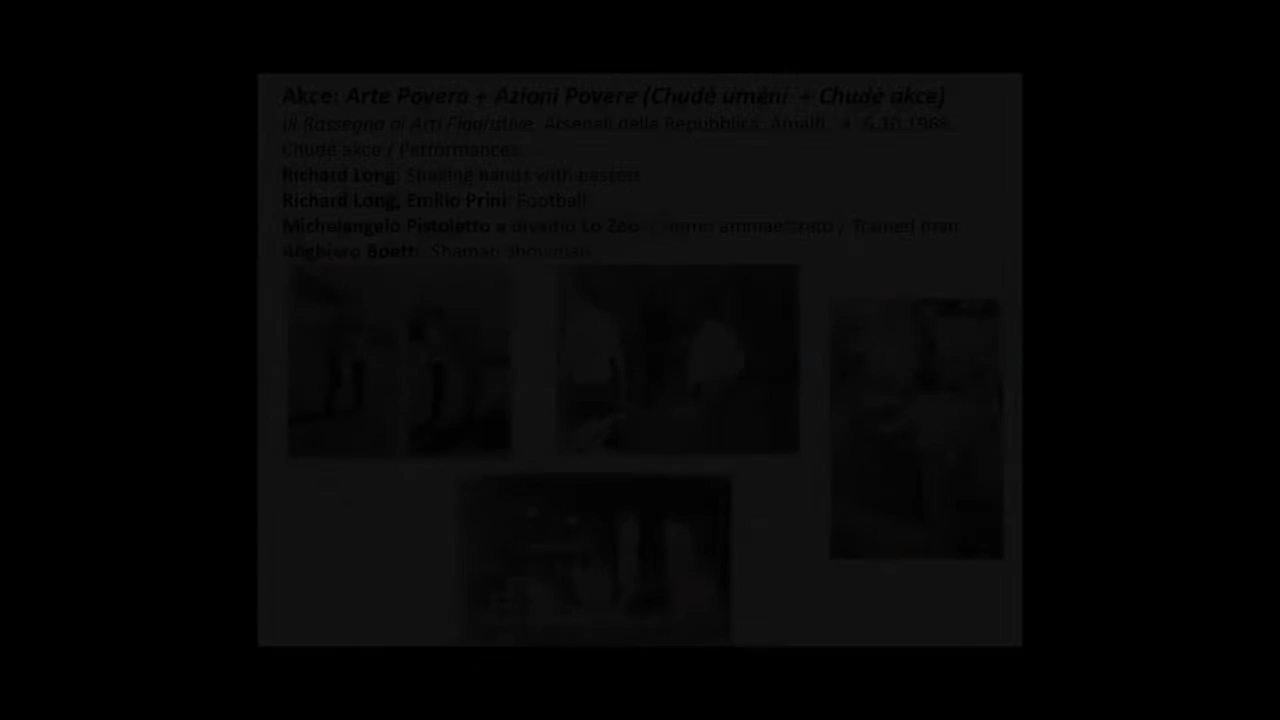 Akce: Arte Povera + Azioni Povere (Chudé umění + Chudé akce)
III Rassegna di Arti Figurative, Arsenali della Repubblica, Amalfi, 4.-6.10.1968.
Chudé akce / Performances:
Richard Long: Shaking hands with
Richard Long, Emilio Prini: Football
Michelangelo Pistoletto a divadlo Lo Zoo: L'uomo ammaestrato / Trained man
Alighiero Boetti: Shaman Showman